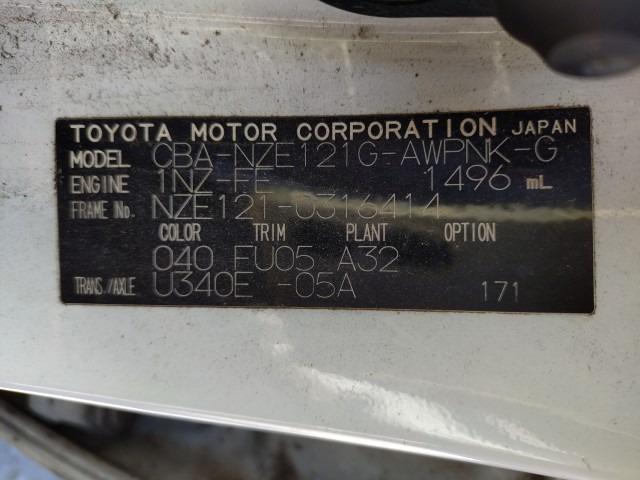 TOYOTA MOTOR CORPORATION JAPAN
MODEL CBA-NZE121G-AWPNK-G
ENGINE 1NZ-FE 1496 mL
FRAME No. NZE121-0316414
COLOR TRIM PLANT OPTION
040 FU05 A32
TRANS./AXLE U340E -05A 171